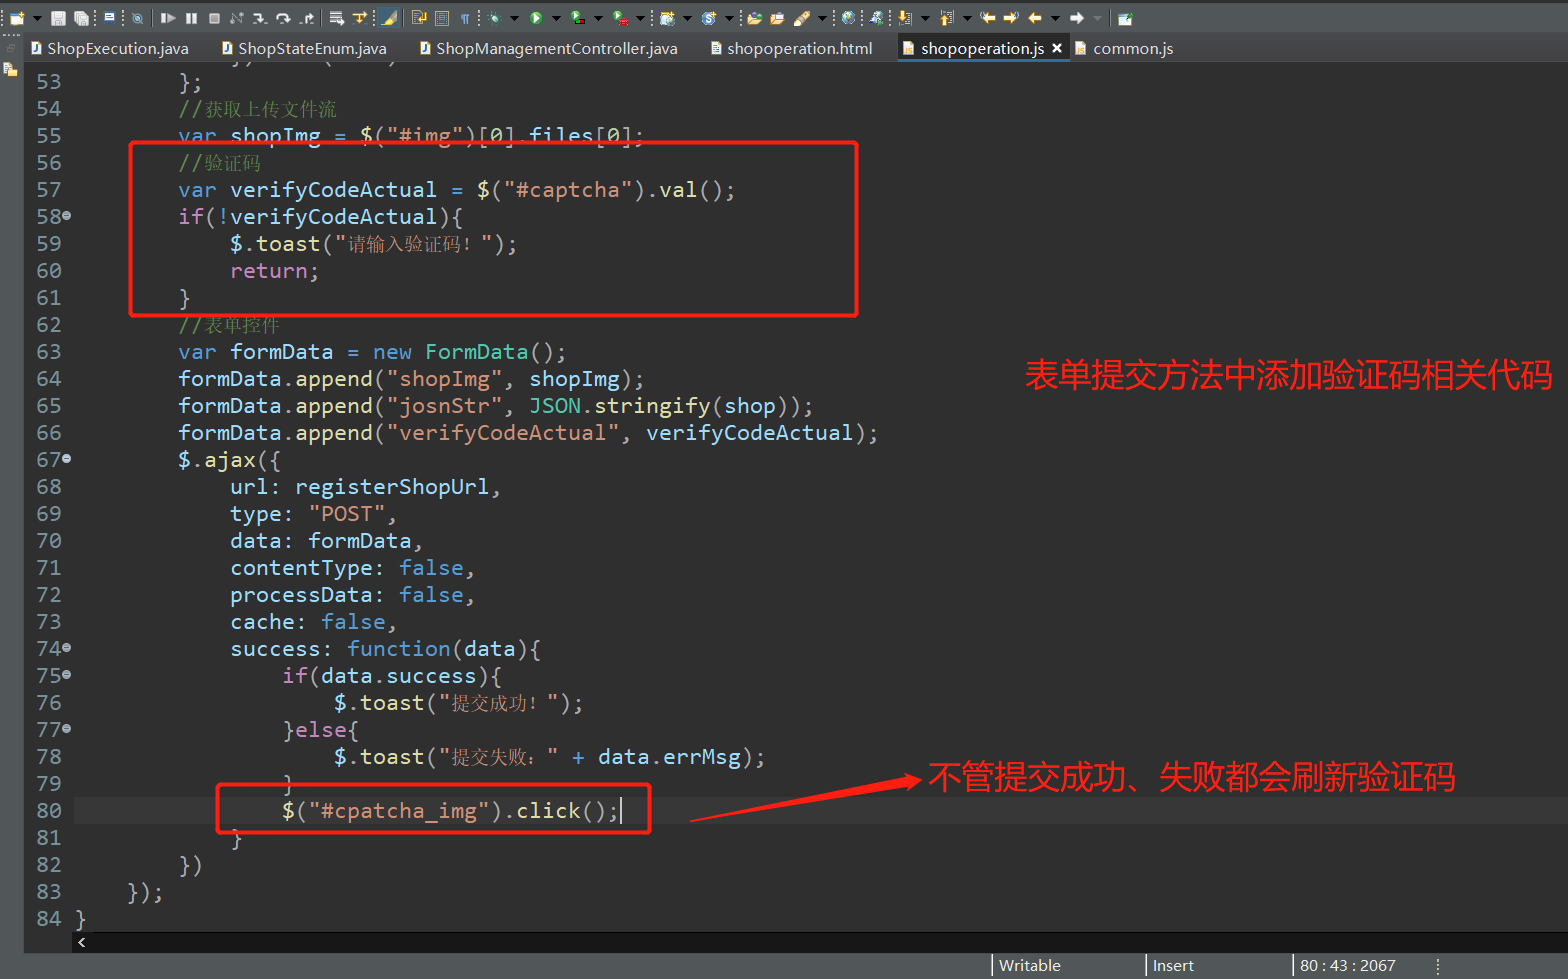 ShopExecution.java ShopStateEnum.java ShopManagementController.java shopoperation.html shopoperation.js common.js
53 };
54 //获取上传文件流
55 var shopImg = $("#img")[0].files[0];
56 //验证码
57 var verifyCodeActual = $("#captcha").val();
58 if(!verifyCodeActual){
59 $.toast("请输入验证码！");
60 return;
61 }
62 //表单控件
63 var formData = new FormData();
64 formData.append("shopImg", shopImg);
表单提交方法中添加验证码相关代码
65 formData.append("josnStr", JSON.stringify(shop));
66 formData.append("verifyCodeActual", verifyCodeActual);
67 $.ajax({
68 url: registerShopUrl,
69 type: "POST",
70 data: formData,
71 contentType: false,
72 processData: false,
73 cache: false,
74 success: function(data){
75 if(data.success){
76 $.toast("提交成功！");
77 }else{
78 $.toast("提交失败：" + data.errMsg);
不管提交成功、失败都会刷新验证码
79 }
80 $("#cpatcha_img").click();
81 }
82 })
83 });
84 }
Writable Insert 80 : 43 : 2067